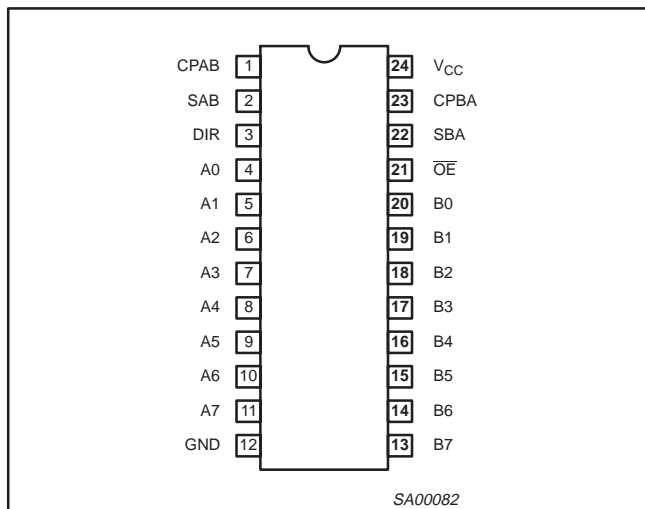 CPAB 1 24 VCC
SAB 2 23 CPBA
DIR 3 22 SBA
A0 4 21 OE
A1 5 20 B0
A2 6 19 B1
A3 7 18 B2
A4 8 17 B3
A5 9 16 B4
A6 10 15 B5
A7 11 14 B6
GND 12 13 B7
SA00082